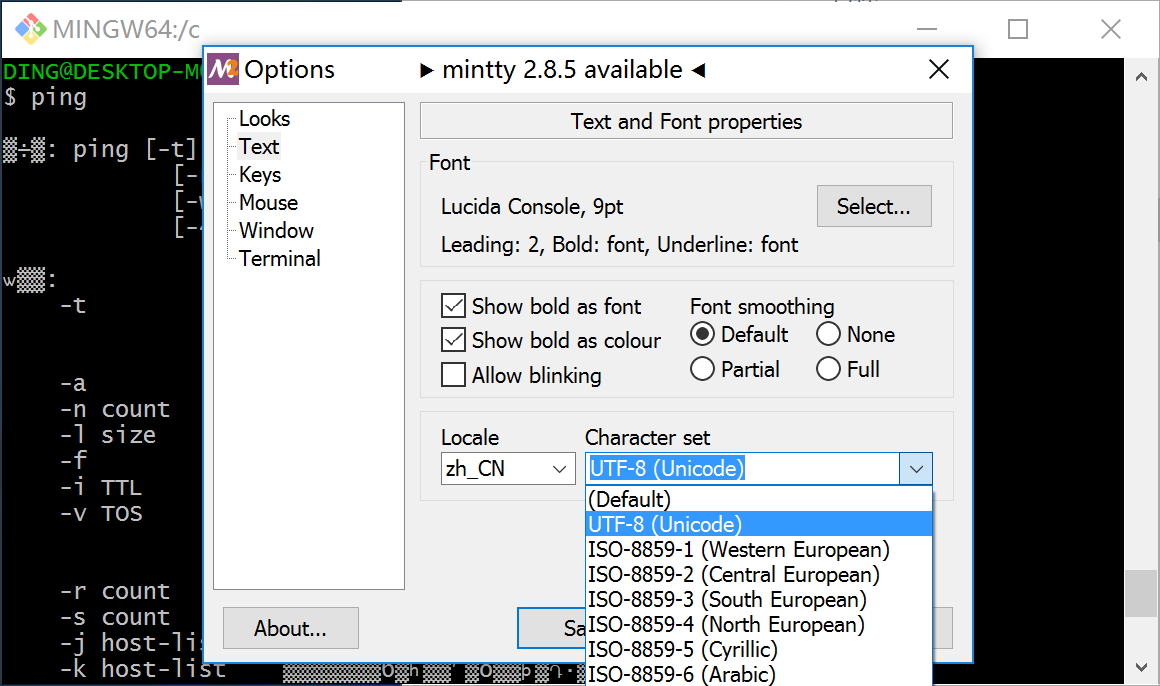 MINGW64:/c
DING@DESKTOP-M
$ ping
: ping [-t]
[-
[-w
[-4
:
-t
-a
-n count
-l size
-f
-i TTL
-v TOS
-r count
-s count
-j host-lis
-k host-list
Options
▶ mintty 2.8.5 available ◀
Looks
Text
Keys
Mouse
Window
Terminal
Text and Font properties
Font
Lucida Console, 9pt
Select...
Leading: 2, Bold: font, Underline: font
Show bold as font
Show bold as colour
Allow blinking
Font smoothing
Default
None
Partial
Full
Locale
Character set
zh_CN
UTF-8 (Unicode)
(Default)
UTF-8 (Unicode)
ISO-8859-1 (Western European)
ISO-8859-2 (Central European)
ISO-8859-3 (South European)
ISO-8859-4 (North European)
ISO-8859-5 (Cyrillic)
ISO-8859-6 (Arabic)
About...
Sa